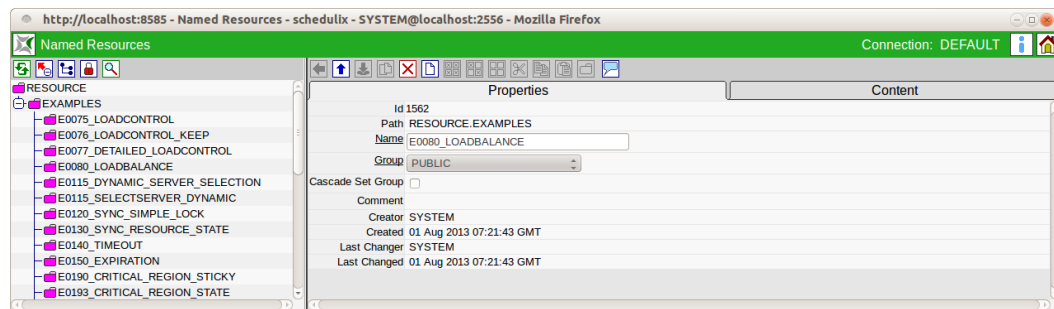 http://localhost:8585 - Named Resources - schedulix - SYSTEM@localhost:2556 - Mozilla Firefox
Named Resources
Connection: DEFAULT
RESOURCE
EXAMPLES
E0075_LOADCONTROL
E0076_LOADCONTROL_KEEP
E0077_DETAILED_LOADCONTROL
E0080_LOADBALANCE
E0115_DYNAMIC_SERVER_SELECTION
E0115_SELECTSERVER_DYNAMIC
E0120_SYNC_SIMPLE_LOCK
E0130_SYNC_RESOURCE_STATE
E0140_TIMEOUT
E0150_EXPIRATION
E0190_CRITICAL_REGION_STICKY
E0193_CRITICAL_REGION_STATE
Properties
Content
Id 1562
Path RESOURCE.EXAMPLES
Name E0080_LOADBALANCE
Group PUBLIC
Cascade Set Group
Comment
Creator SYSTEM
Created 01 Aug 2013 07:21:43 GMT
Last Changer SYSTEM
Last Changed 01 Aug 2013 07:21:43 GMT